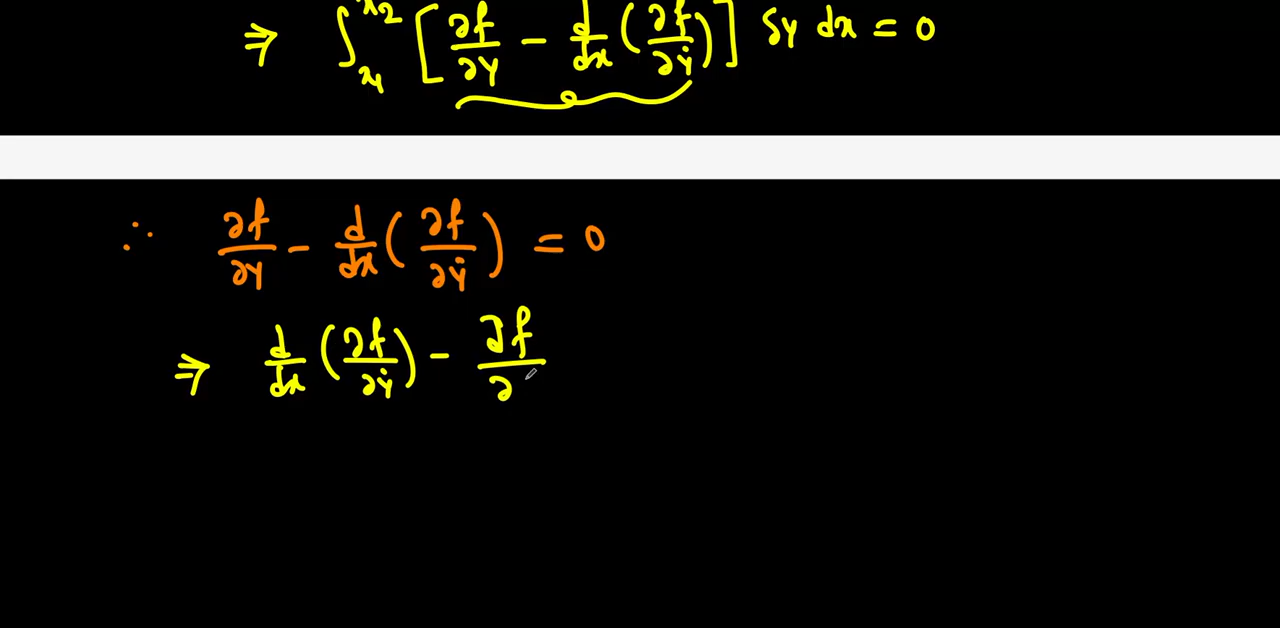 ⇒ ∫_{x₁}^{x₂} [ ∂f/∂y − d/dx (∂f/∂ẏ) ] δy dx = 0
∴ ∂f/∂y − d/dx (∂f/∂ẏ) = 0
⇒ d/dx (∂f/∂ẏ) − ∂f/∂